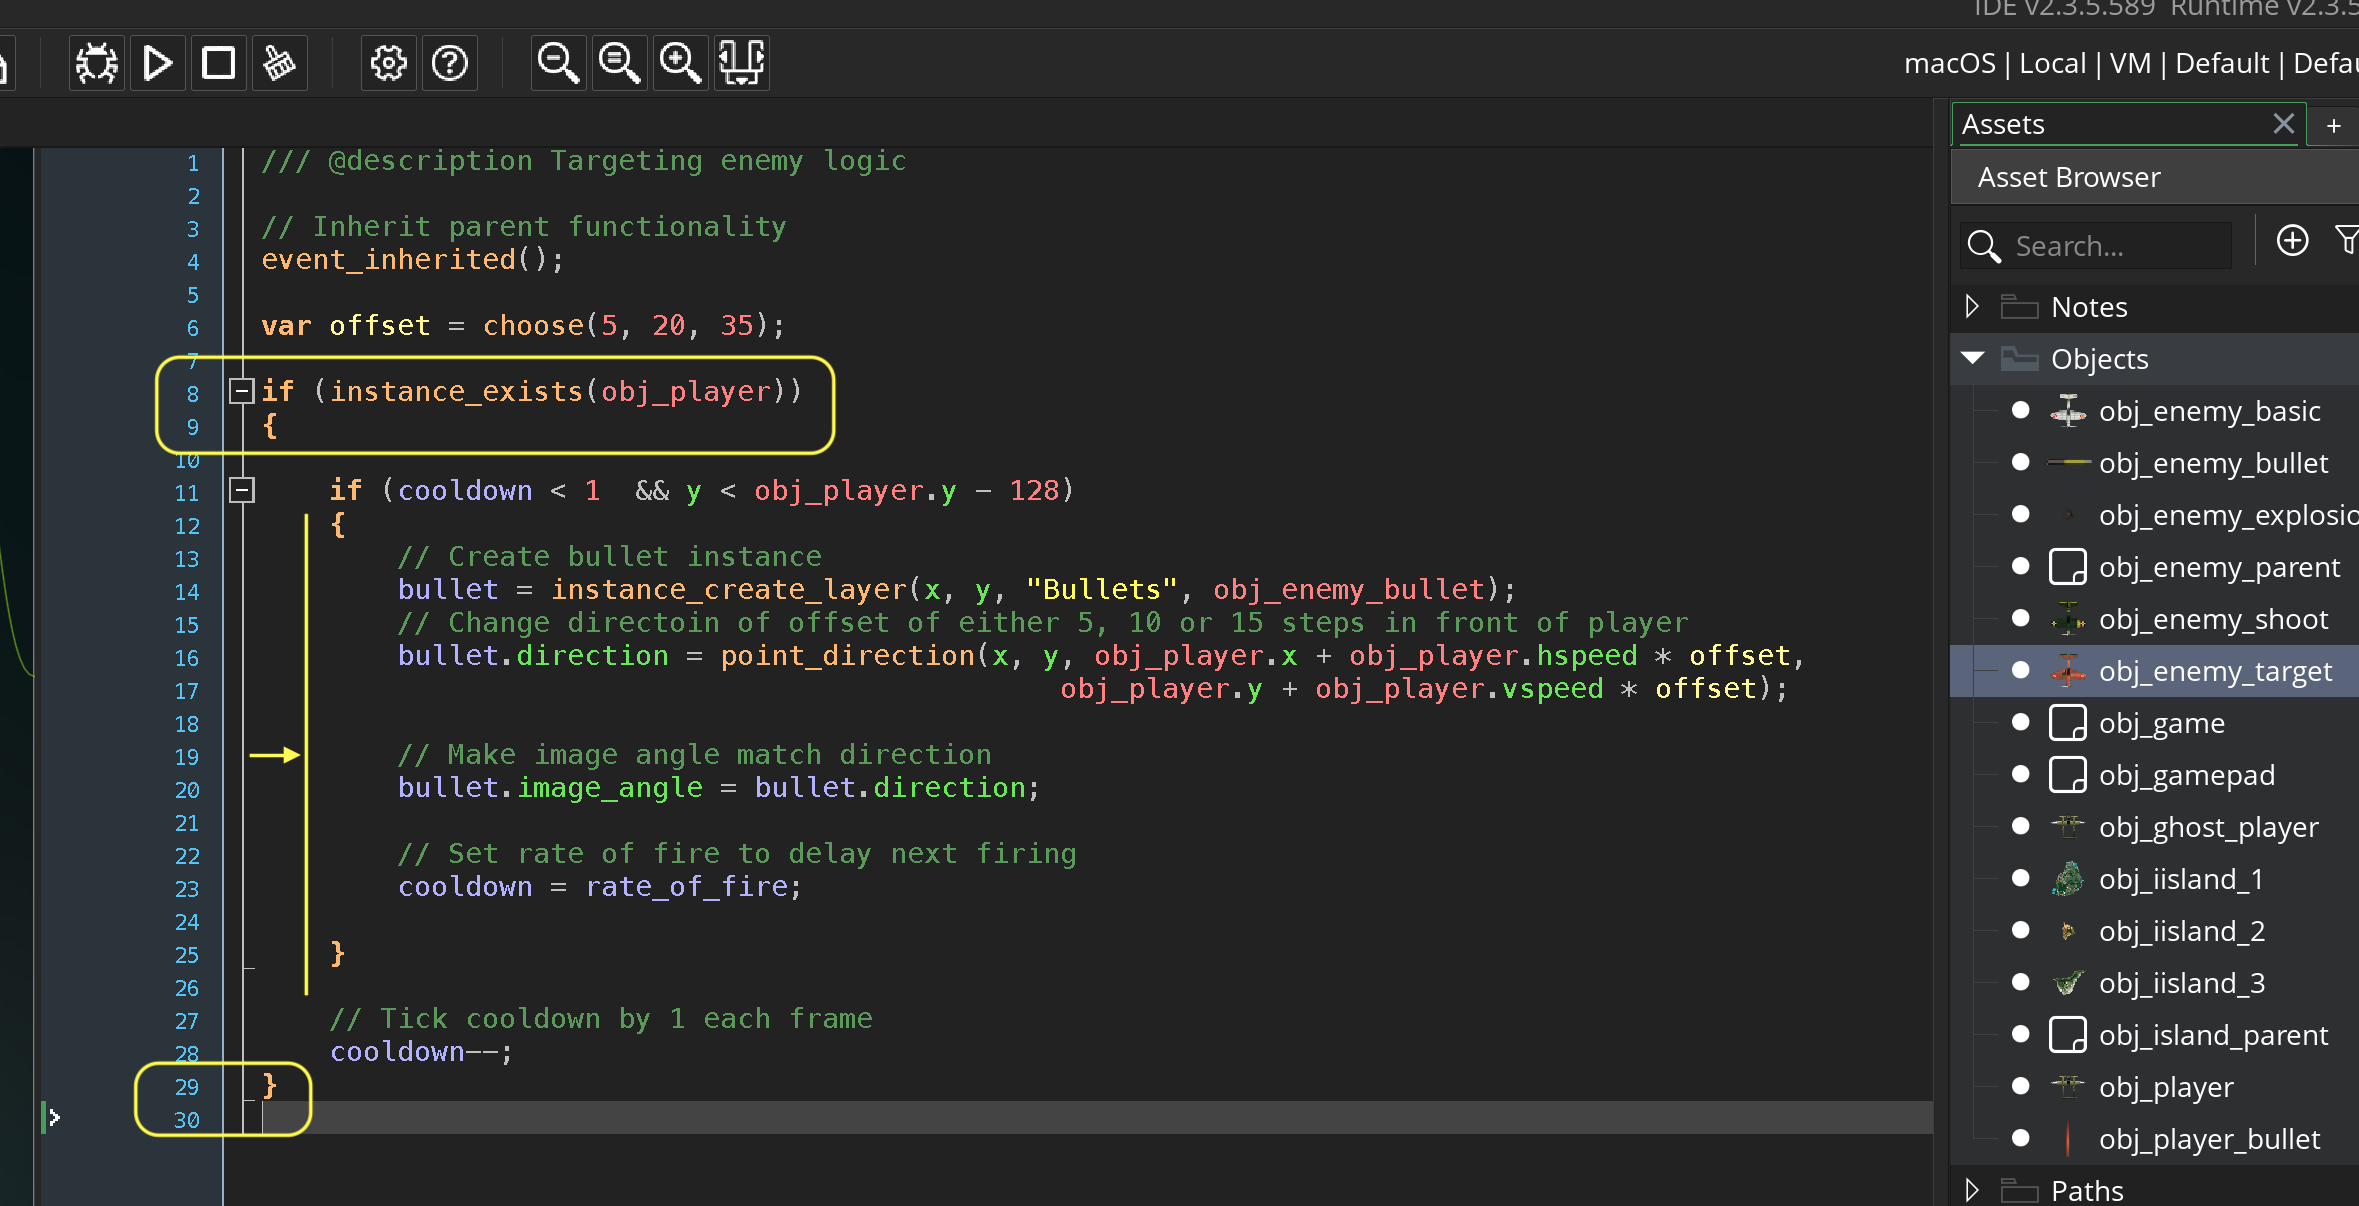 IDE v2.3.5.589 Runtime v2.3.5
macOS | Local | VM | Default | Defau
Assets
+
Asset Browser
Search...
1 /// @description Targeting enemy logic
2
3 // Inherit parent functionality
4 event_inherited();
5
6 var offset = choose(5, 20, 35);
7
8 if (instance_exists(obj_player))
9 {
10
11 if (cooldown < 1  && y < obj_player.y - 128)
12 {
13 // Create bullet instance
14 bullet = instance_create_layer(x, y, "Bullets", obj_enemy_bullet);
15 // Change directoin of offset of either 5, 10 or 15 steps in front of player
16 bullet.direction = point_direction(x, y, obj_player.x + obj_player.hspeed * offset,
17 obj_player.y + obj_player.vspeed * offset);
18
19 // Make image angle match direction
20 bullet.image_angle = bullet.direction;
21
22 // Set rate of fire to delay next firing
23 cooldown = rate_of_fire;
24
25 }
26
27 // Tick cooldown by 1 each frame
28 cooldown--;
29 }
30
Notes
Objects
obj_enemy_basic
obj_enemy_bullet
obj_enemy_explosio
obj_enemy_parent
obj_enemy_shoot
obj_enemy_target
obj_game
obj_gamepad
obj_ghost_player
obj_iisland_1
obj_iisland_2
obj_iisland_3
obj_island_parent
obj_player
obj_player_bullet
Paths